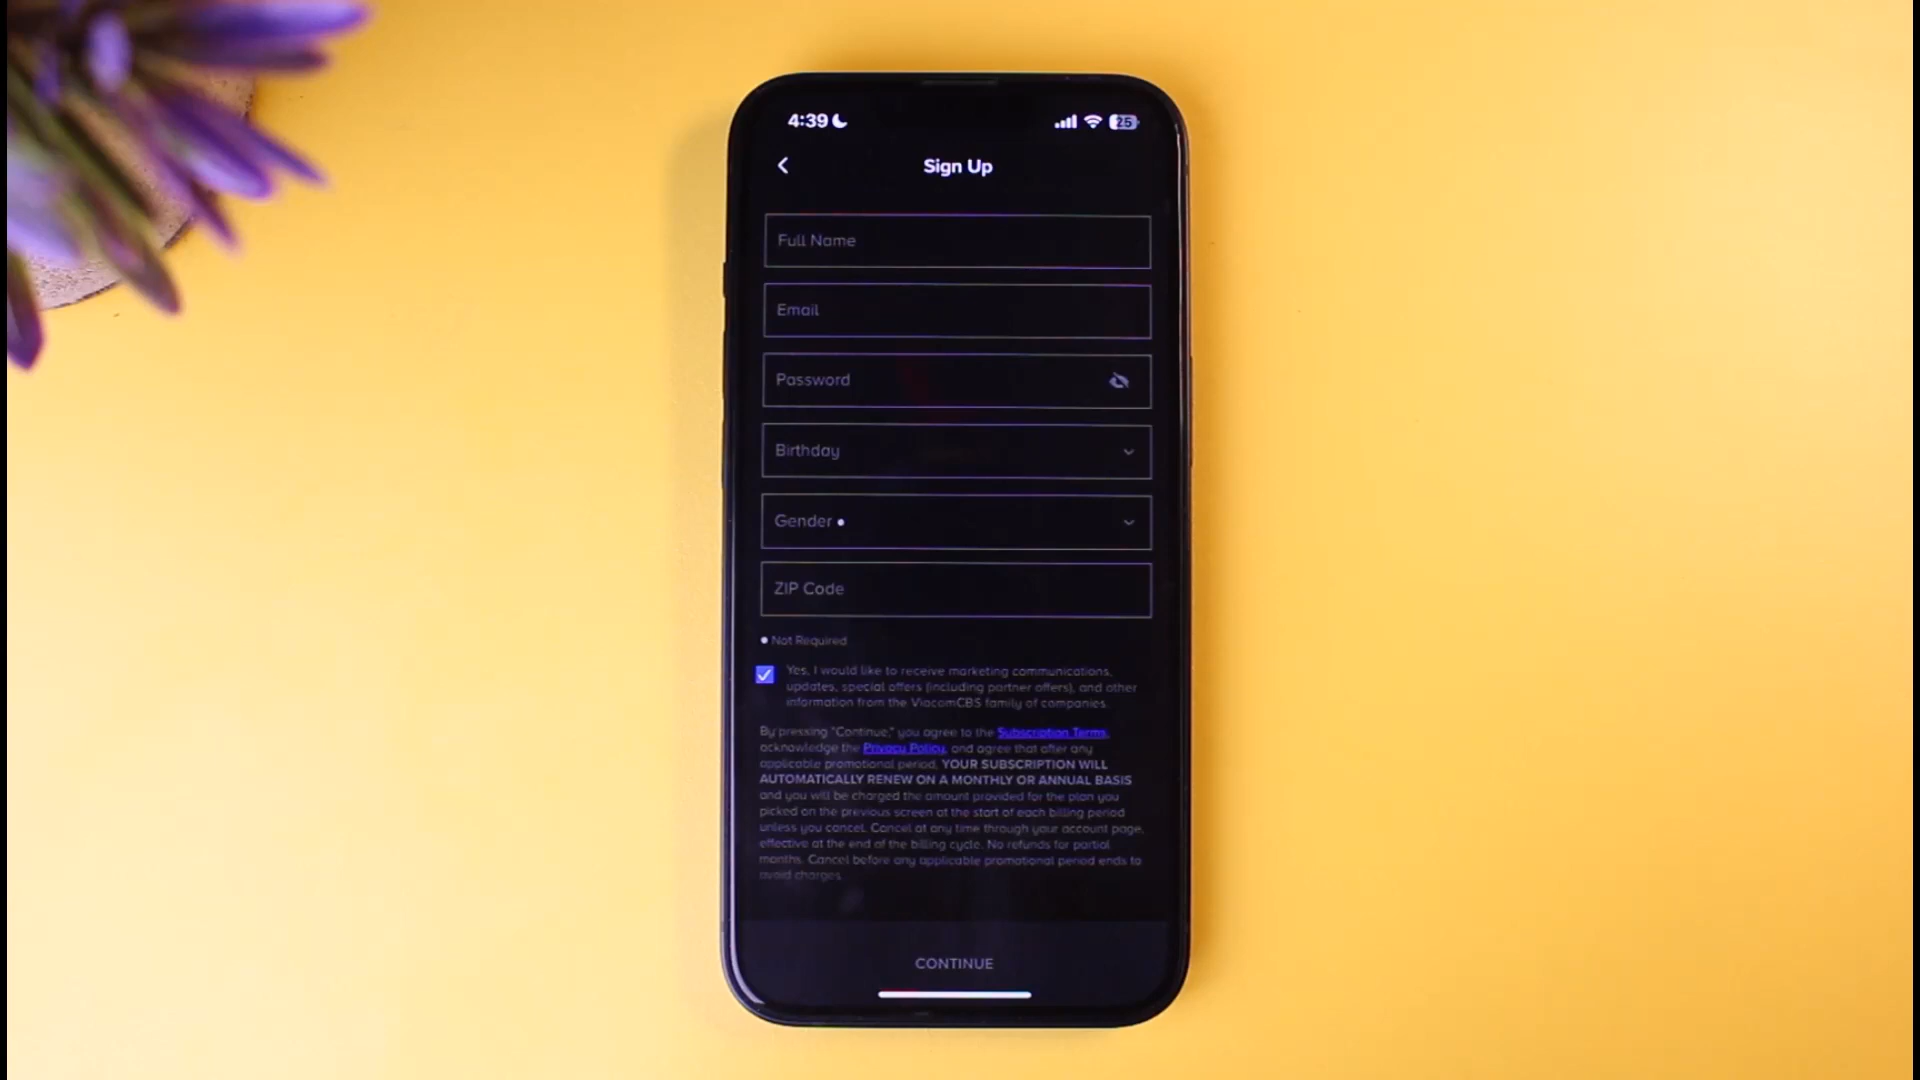 4:39
25
Sign Up
Full Name
Email
Password
Birthday
Gender •
ZIP Code
• Not Required
Yes, I would like to receive marketing communications,
updates, special offers (including partner offers), and other
information from the ViacomCBS family of companies.
By pressing "Continue," you agree to the Subscription Terms,
acknowledge the Privacy Policy, and agree that after any
applicable promotional period, YOUR SUBSCRIPTION WILL
AUTOMATICALLY RENEW ON A MONTHLY OR ANNUAL BASIS
and you will be charged the amount provided for the plan you
picked on the previous screen at the start of each billing period
unless you cancel. Cancel at any time through your account page,
effective at the end of the billing cycle. No refunds for partial
months. Cancel before any applicable promotional period ends to
avoid charges.
CONTINUE